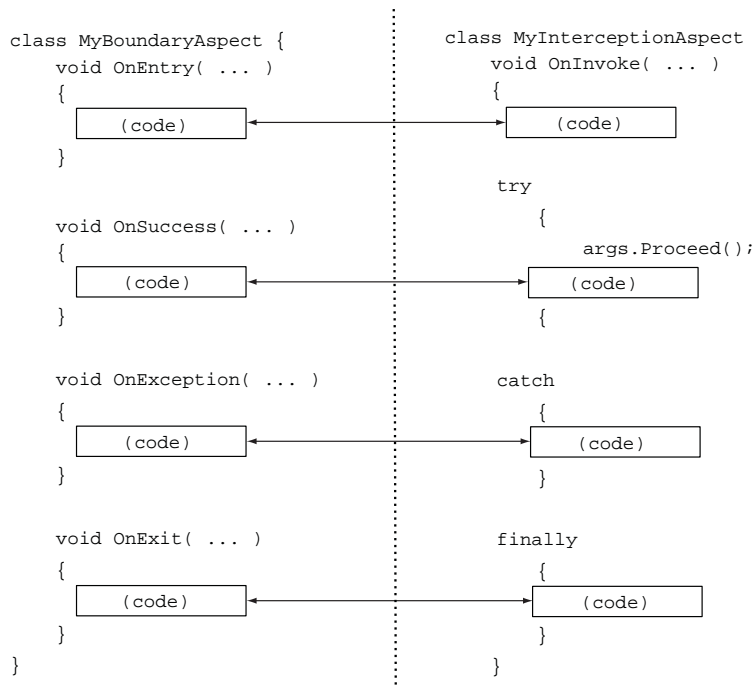 class MyBoundaryAspect {
void OnEntry( ... )
{
(code)
}
void OnSuccess( ... )
{
(code)
}
void OnException( ... )
{
(code)
}
void OnExit( ... )
{
(code)
}
}
class MyInterceptionAspect
void OnInvoke( ... )
{
(code)
try
{
args.Proceed();
(code)
{
catch
{
(code)
}
finally
{
(code)
}
}